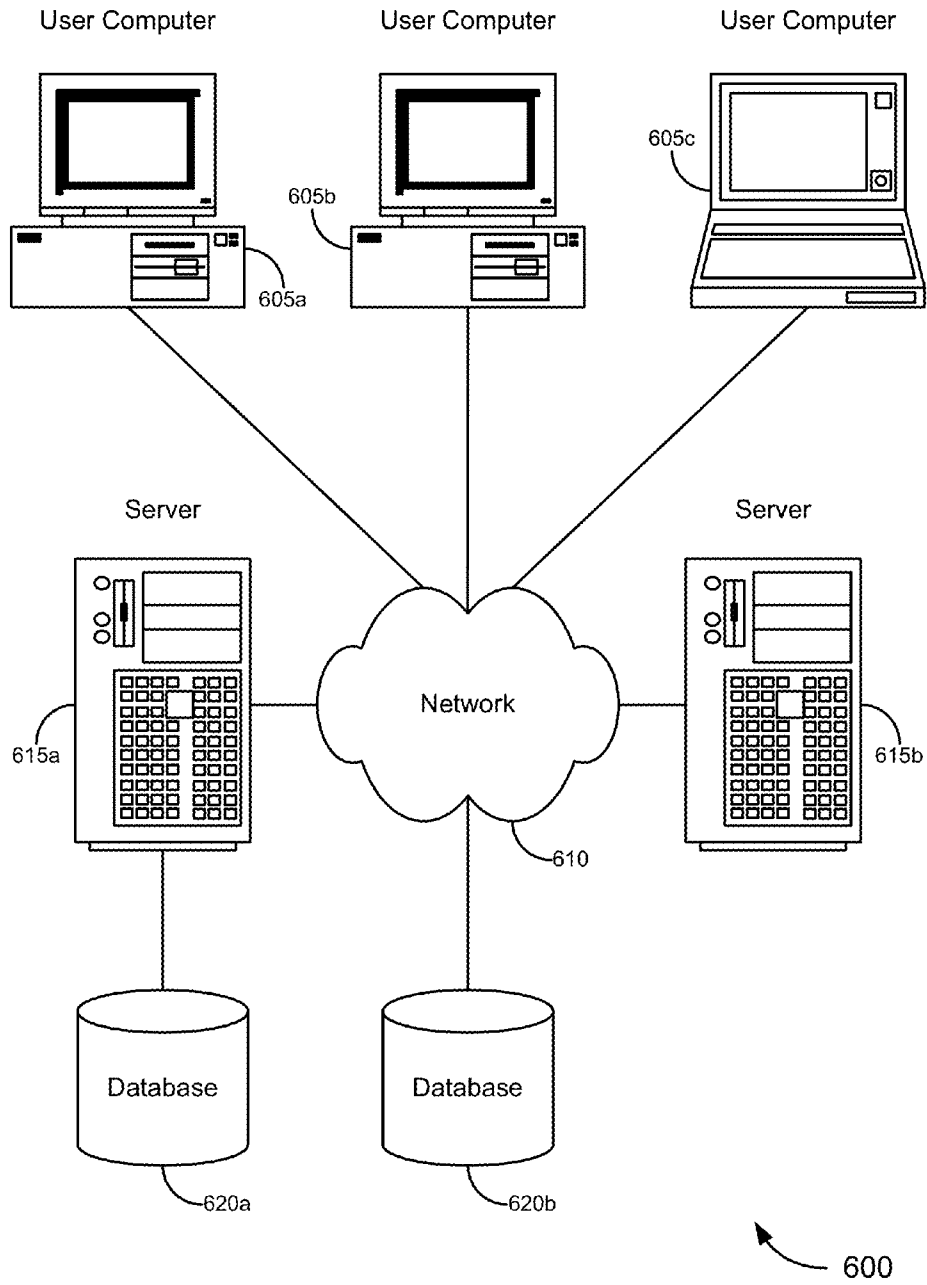 User Computer
User Computer
User Computer
605c
605b
605a
Server
Server
Network
615a
615b
610
Database
Database
620a
620b
600